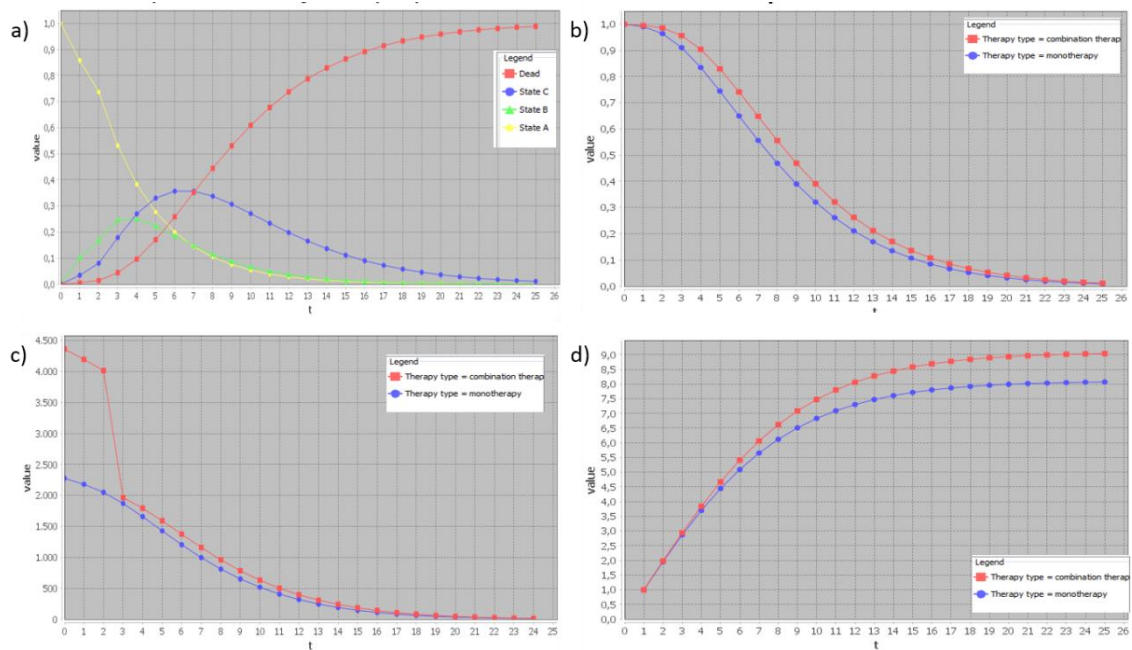 a)
1,0
0,9
0,8
0,7
0,6
0,5
0,4
0,3
0,2
0,1
0,0
value
0 1 2 3 4 5 6 7 8 9 10 11 12 13 14 15 16 17 18 19 20 21 22 23 24 25 26
t
Legend
Dead
State C
State B
State A
b)
1,0
0,9
0,8
0,7
0,6
0,5
0,4
0,3
0,2
0,1
0,0
value
0 1 2 3 4 5 6 7 8 9 10 11 12 13 14 15 16 17 18 19 20 21 22 23 24 25 26
Legend
Therapy type = combination therap
Therapy type = monotherapy
c)
4.500
4.000
3.500
3.000
2.500
2.000
1.500
1.000
500
0
value
0 1 2 3 4 5 6 7 8 9 10 11 12 13 14 15 16 17 18 19 20 21 22 23 24 25
t
Legend
Therapy type = combination therap
Therapy type = monotherapy
d)
9,0
8,5
8,0
7,5
7,0
6,5
6,0
5,5
5,0
4,5
4,0
3,5
3,0
2,5
2,0
1,5
1,0
0,5
value
0 1 2 3 4 5 6 7 8 9 10 11 12 13 14 15 16 17 18 19 20 21 22 23 24 25 26
t
Legend
Therapy type = combination therap
Therapy type = monotherapy